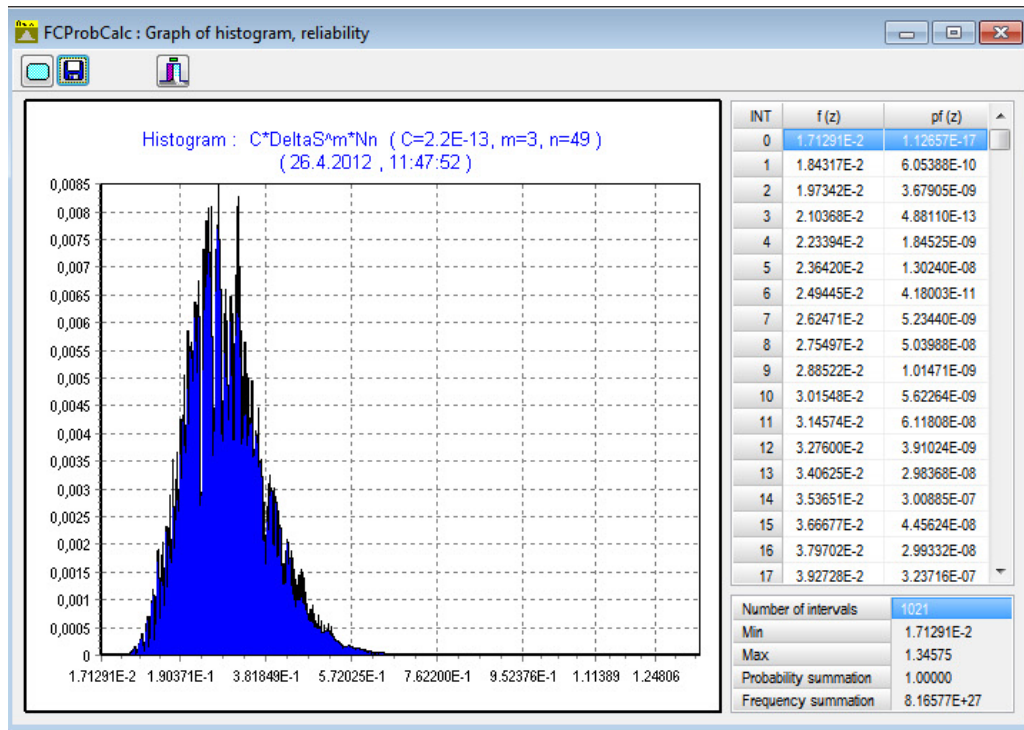 FCProbCalc : Graph of histogram, reliability
Histogram : C*DeltaS^m*Nn ( C=2.2E-13, m=3, n=49 )
( 26.4.2012 , 11:47:52 )
0,0085
0,008
0,0075
0,007
0,0065
0,006
0,0055
0,005
0,0045
0,004
0,0035
0,003
0,0025
0,002
0,0015
0,001
0,0005
0
1.71291E-2 1.90371E-1 3.81849E-1 5.72025E-1 7.62200E-1 9.52376E-1 1.11389 1.24806
INT f (z) pf (z)
0 1.71291E-2 1.12657E-17
1 1.84317E-2 6.05388E-10
2 1.97342E-2 3.67905E-09
3 2.10368E-2 4.88110E-13
4 2.23394E-2 1.84525E-09
5 2.36420E-2 1.30240E-08
6 2.49445E-2 4.18003E-11
7 2.62471E-2 5.23440E-09
8 2.75497E-2 5.03988E-08
9 2.88522E-2 1.01471E-09
10 3.01548E-2 5.62264E-09
11 3.14574E-2 6.11808E-08
12 3.27600E-2 3.91024E-09
13 3.40625E-2 2.98368E-08
14 3.53651E-2 3.00885E-07
15 3.66677E-2 4.45624E-08
16 3.79702E-2 2.99332E-08
17 3.92728E-2 3.23716E-07
Number of intervals 1021
Min 1.71291E-2
Max 1.34575
Probability summation 1.00000
Frequency summation 8.16577E+27